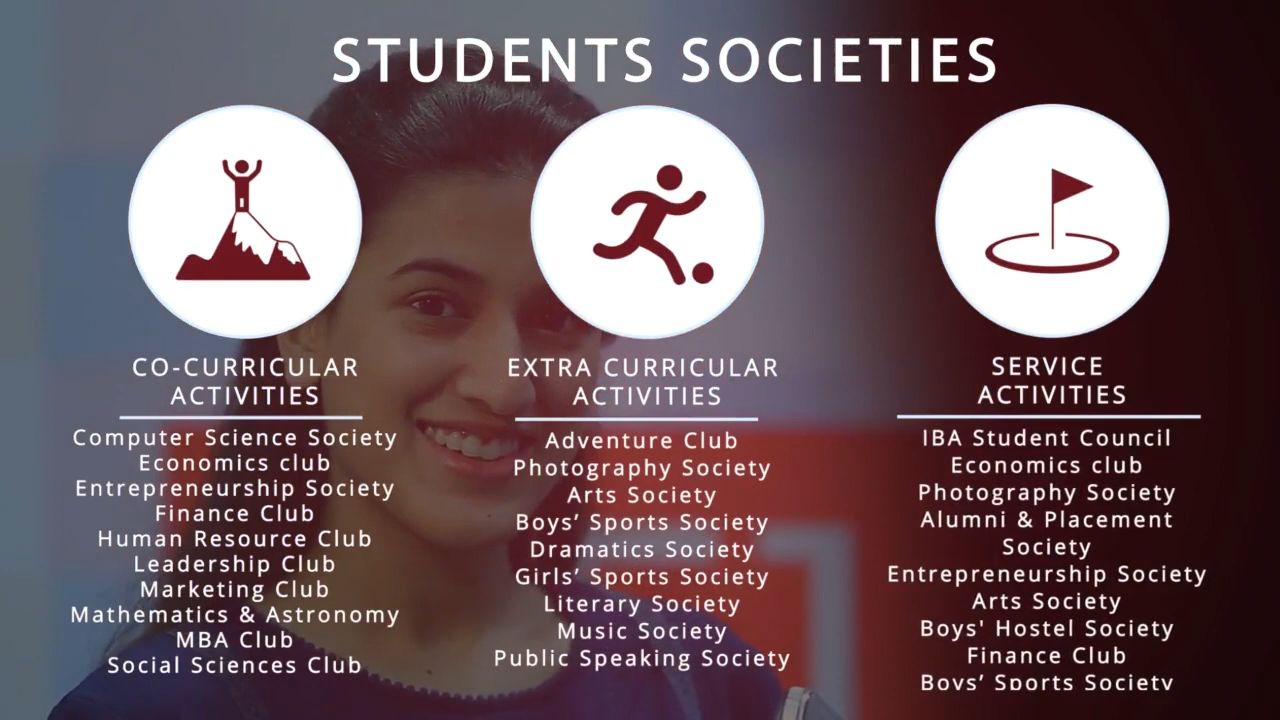 STUDENTS SOCIETIES
CO-CURRICULAR
ACTIVITIES
Computer Science Society
Economics club
Entrepreneurship Society
Finance Club
Human Resource Club
Leadership Club
Marketing Club
Mathematics & Astronomy
MBA Club
Social Sciences Club
EXTRA CURRICULAR
ACTIVITIES
Adventure Club
Photography Society
Arts Society
Boys’ Sports Society
Dramatics Society
Girls’ Sports Society
Literary Society
Music Society
Public Speaking Society
SERVICE
ACTIVITIES
IBA Student Council
Economics club
Photography Society
Alumni & Placement
Society
Entrepreneurship Society
Arts Society
Boys' Hostel Society
Finance Club
Boys’ Sports Society